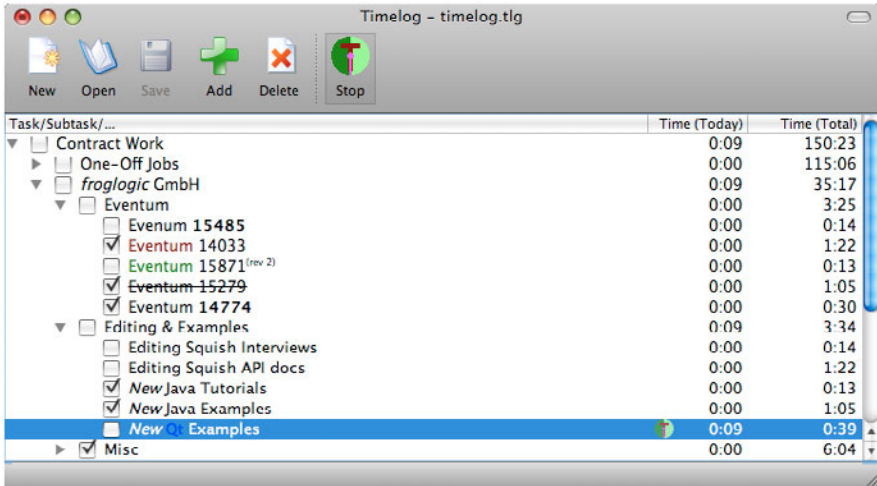 Timelog – timelog.tlg
New Open Save Add Delete Stop
Task/Subtask/... Time (Today) Time (Total)
Contract Work 0:09 150:23
One-Off Jobs 0:00 115:06
froglogic GmbH 0:09 35:17
Eventum 0:00 3:25
Evenum 15485 0:00 0:14
Eventum 14033 0:00 1:22
Eventum 15871(rev 2) 0:00 0:13
Eventum 15279 0:00 1:05
Eventum 14774 0:00 0:30
Editing & Examples 0:09 3:34
Editing Squish Interviews 0:00 0:14
Editing Squish API docs 0:00 1:22
New Java Tutorials 0:00 0:13
New Java Examples 0:00 1:05
New Qt Examples 0:09 0:39
Misc 0:00 6:04